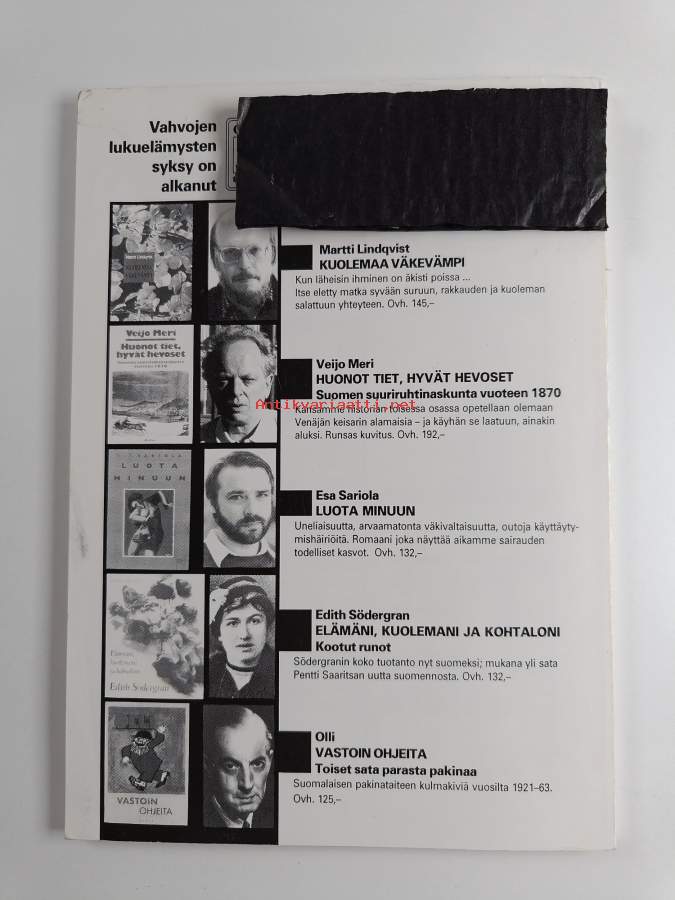 Vahvojen
lukuelämysten
syksy on
alkanut
Martti Lindqvist
KUOLEMAA VÄKEVÄMPI
Kun läheisin ihminen on äkisti poissa ...
Itse eletty matka syvään suruun, rakkauden ja kuoleman
salattuun yhteyteen. Ovh. 145,–
Veijo Meri
Huonot tiet,
hyvät hevoset
Veijo Meri
HUONOT TIET, HYVÄT HEVOSET
Suomen suuriruhtinaskunta vuoteen 1870
Antikvariaatti.net
Kansamme historian toisessa osassa opetellaan olemaan
Venäjän keisarin alamaisia – ja käyhän se laatuun, ainakin
aluksi. Runsas kuvitus. Ovh. 192,–
LUOTA
MINUUN
Esa Sariola
LUOTA MINUUN
Uneliaisuutta, arvaamatonta väkivaltaisuutta, outoja käyttäyty-
mishäiriöitä. Romaani joka näyttää aikamme sairauden
todelliset kasvot. Ovh. 132,–
Edith Södergran
Edith Södergran
ELÄMÄNI, KUOLEMANI JA KOHTALONI
Kootut runot
Södergranin koko tuotanto nyt suomeksi; mukana yli sata
Pentti Saaritsan uutta suomennosta. Ovh. 132,–
VASTOIN
OHJEITA
Olli
VASTOIN OHJEITA
Toiset sata parasta pakinaa
Suomalaisen pakinataiteen kulmakiviä vuosilta 1921–63.
Ovh. 125,–